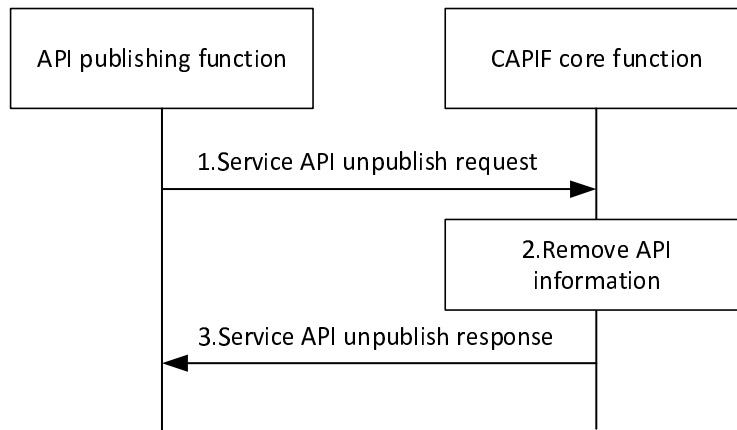 API publishing function
CAPIF core function
1.Service API unpublish request
2.Remove API
information
3.Service API unpublish response